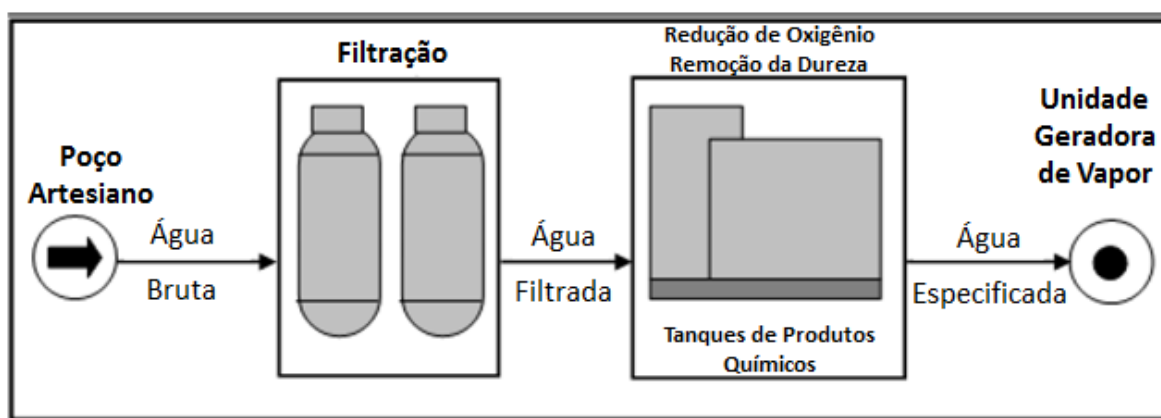 Poço
Artesiano
Água
Bruta
Filtração
Água
Filtrada
Redução de Oxigênio
Remoção da Dureza
Tanques de Produtos
Químicos
Água
Especificada
Unidade
Geradora
de Vapor